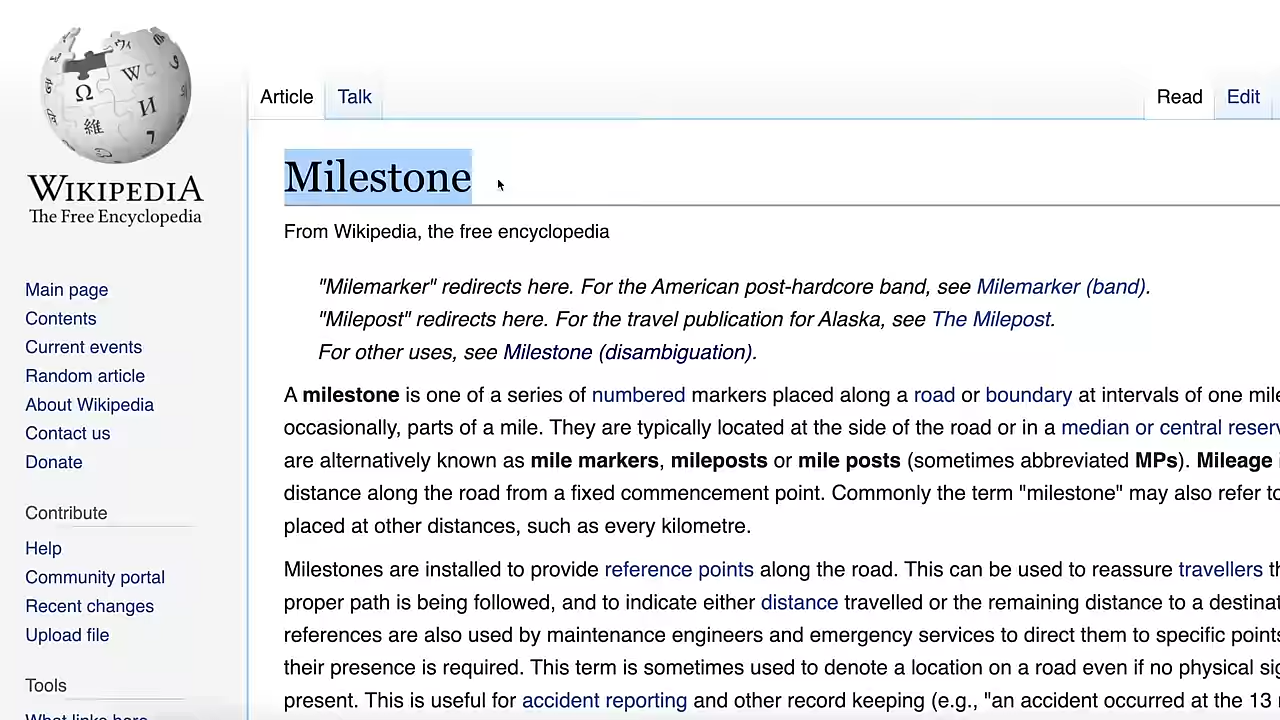 Article Talk Read Edit
WIKIPEDIA
The Free Encyclopedia
Main page
Contents
Current events
Random article
About Wikipedia
Contact us
Donate
Contribute
Help
Community portal
Recent changes
Upload file
Tools
Milestone
From Wikipedia, the free encyclopedia
"Milemarker" redirects here. For the American post-hardcore band, see Milemarker (band).
"Milepost" redirects here. For the travel publication for Alaska, see The Milepost.
For other uses, see Milestone (disambiguation).
A milestone is one of a series of numbered markers placed along a road or boundary at intervals of one
occasionally, parts of a mile. They are typically located at the side of the road or in a median or central
are alternatively known as mile markers, mileposts or mile posts (sometimes abbreviated MPs). Mileage
distance along the road from a fixed commencement point. Commonly the term "milestone" may also refer to
placed at other distances, such as every kilometre.
Milestones are installed to provide reference points along the road. This can be used to reassure travellers
proper path is being followed, and to indicate either distance travelled or the remaining distance to a
references are also used by maintenance engineers and emergency services to direct them to specific
their presence is required. This term is sometimes used to denote a location on a road even if no physical
present. This is useful for accident reporting and other record keeping (e.g., "an accident occurred at the 13